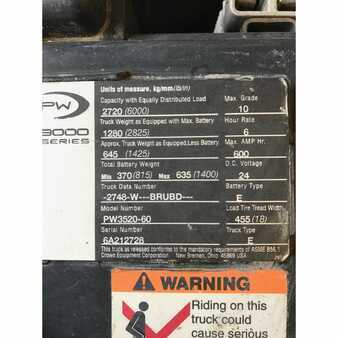 PW
3000
SERIES
Units of measure, kg/mm(lb/in)
Capacity with Equally Distributed Load Max. Grade
2720 (6000) 10
Truck Weight as Equipped with Max. Battery Hour Rate
1280 (2825) 6
Approx. Truck Weight as Equipped,Less Battery Max. AMP Hr.
645 (1425) 600
Total Battery Weight D.C. Voltage
Min 370(815) Max 635 (1400) 24
Truck Data Number Battery Type
-2748-W---BRUBD--- E
Model Number Load Tire Tread Width
PW3520-60 455(18)
Serial Number Truck Type
6A212728 E
This truck as released conforms to the mandatory requirements of ASME B56.1
Crown Equipment Corporation New Bremen, Ohio, 45869 USA
WARNING
Riding on this
truck could
cause serious